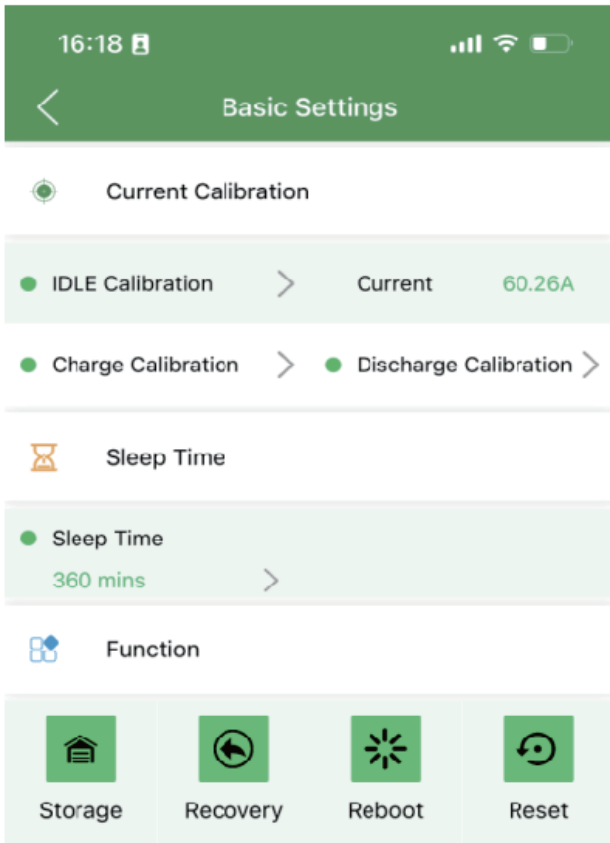 16:18
Basic Settings
Current Calibration
IDLE Calibration Current 60.26A
Charge Calibration Discharge Calibration
Sleep Time
Sleep Time
360 mins
Function
Storage Recovery Reboot Reset